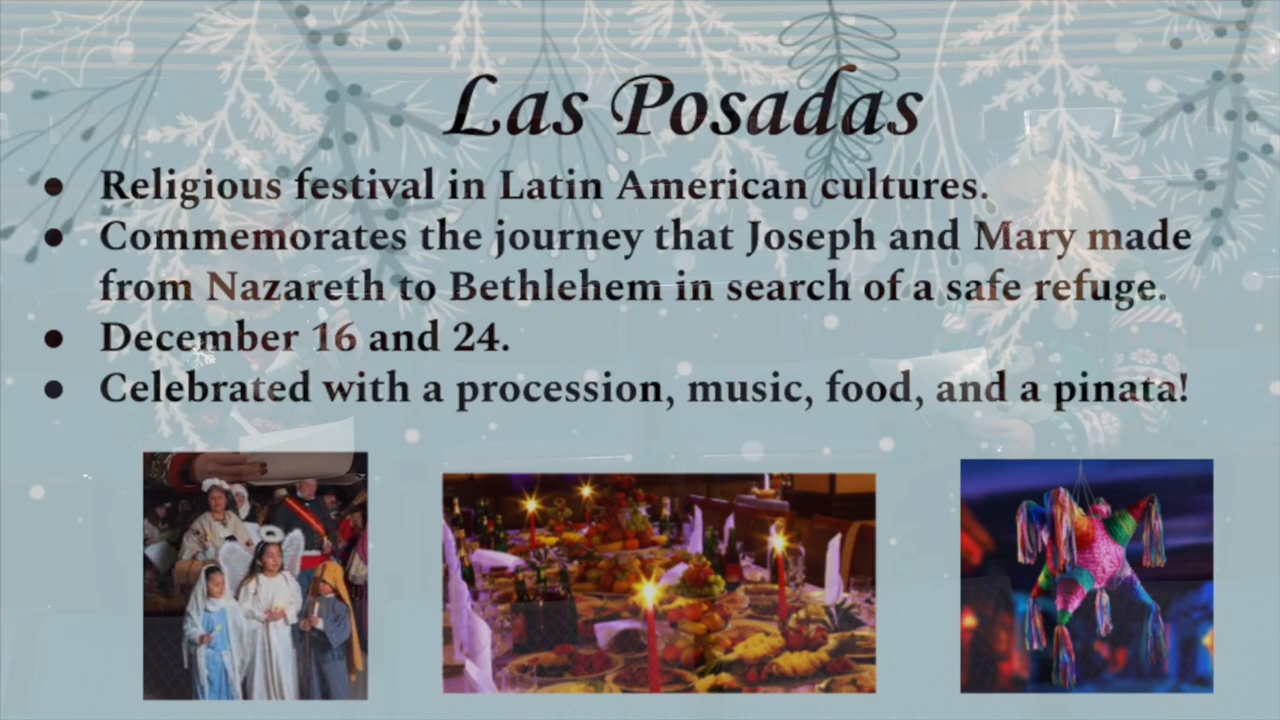 Las Posadas
● Religious festival in Latin American cultures.
● Commemorates the journey that Joseph and Mary made
from Nazareth to Bethlehem in search of a safe refuge.
● December 16 and 24.
● Celebrated with a procession, music, food, and a pinata!